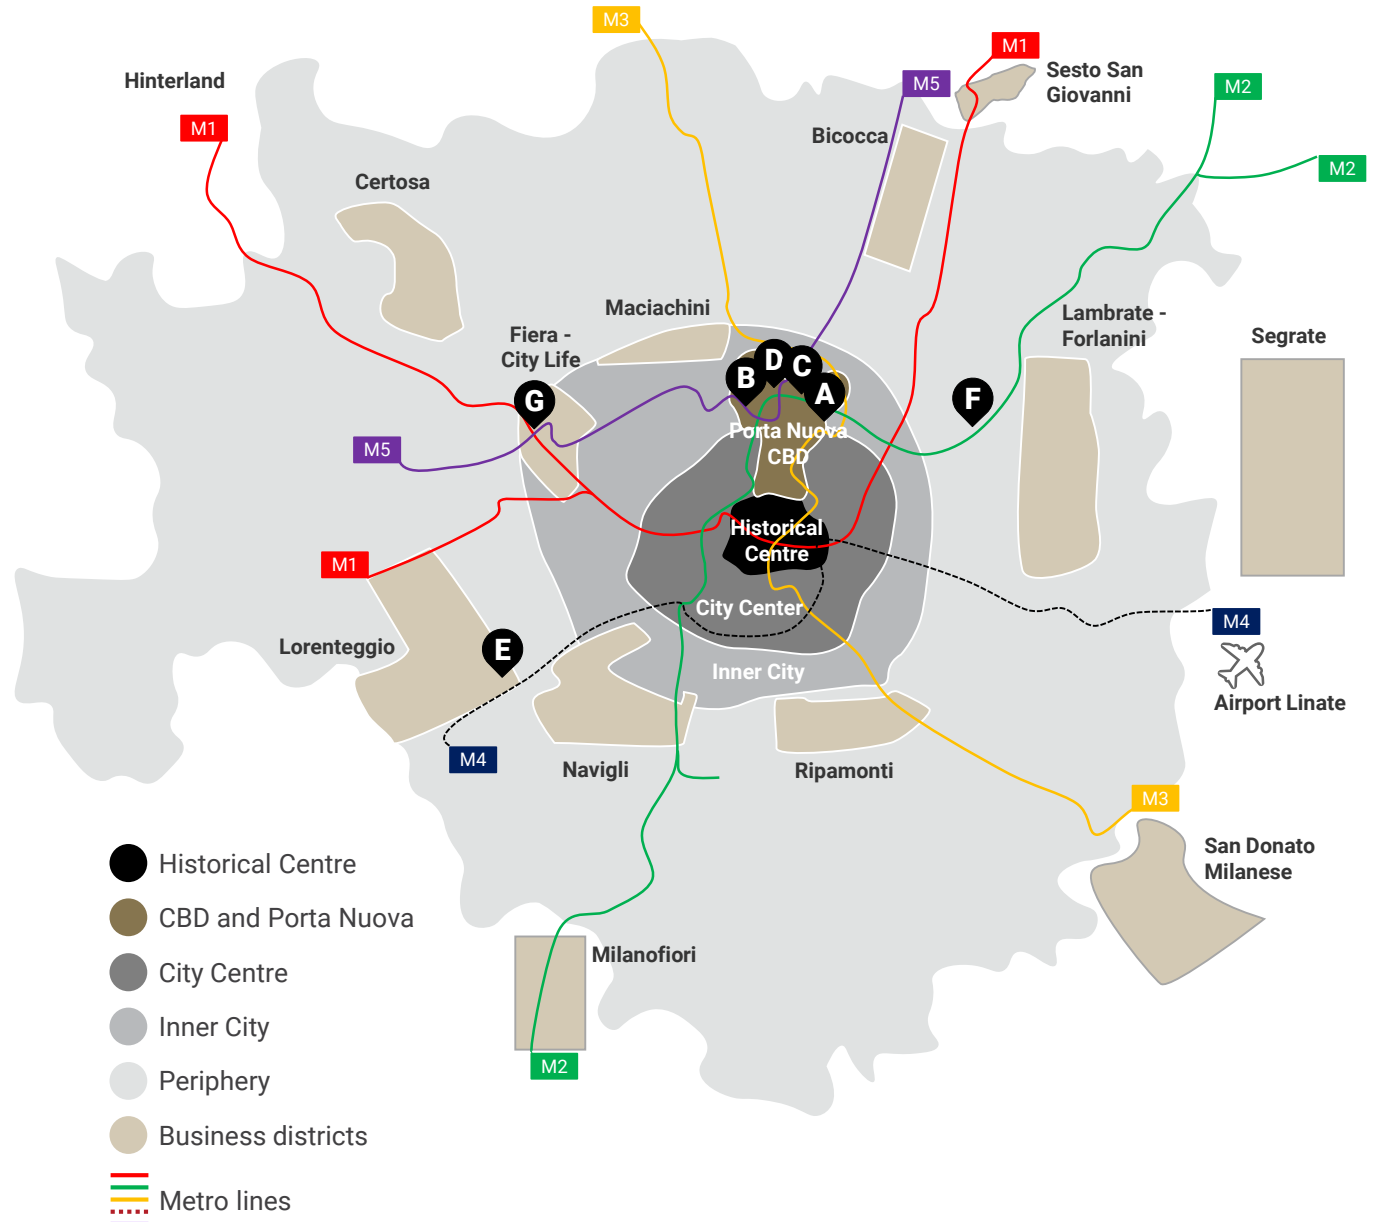 M3
M1
Hinterland
Sesto San
Giovanni
M5
M2
M1
Bicocca
M2
Certosa
Maciachini
Lambrate -
Forlanini
Fiera -
City Life
Segrate
D
C
B
A
G
F
Porta Nuova
CBD
M5
Historical
Centre
M1
City Center
M4
Lorenteggio
E
Inner City
Airport Linate
M4
Navigli
Ripamonti
M3
San Donato
Milanese
Milanofiori
M2
Historical Centre
CBD and Porta Nuova
City Centre
Inner City
Periphery
Business districts
Metro lines